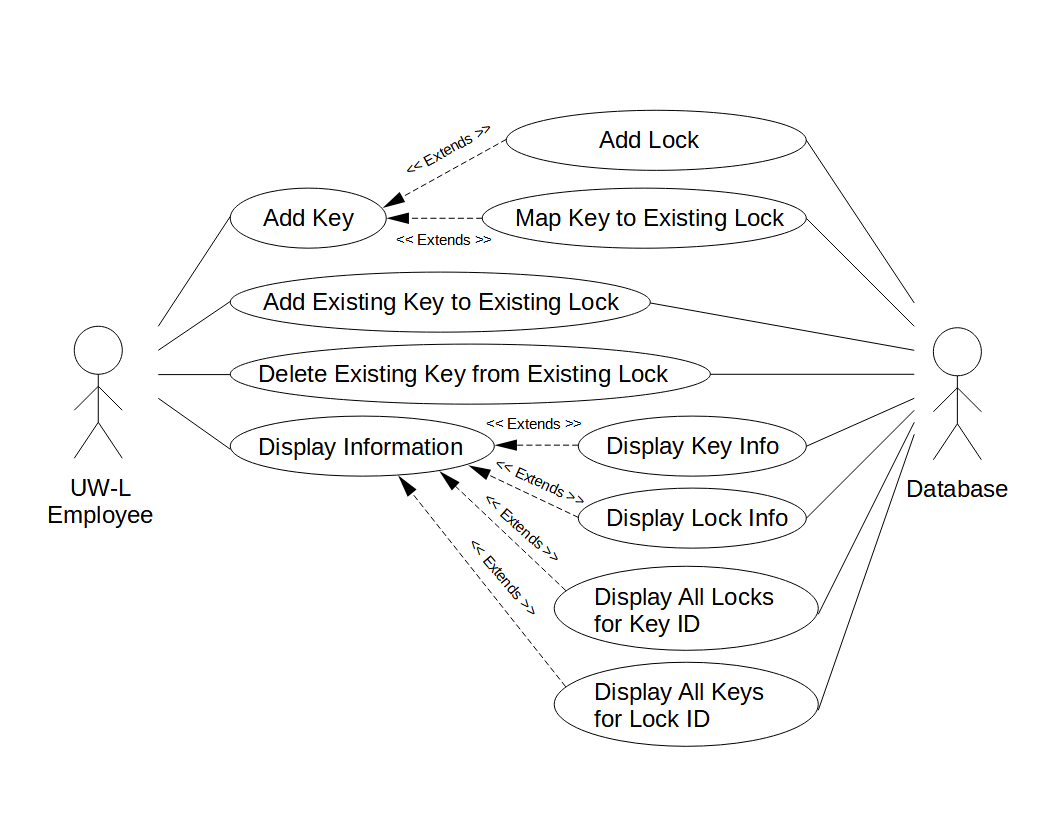 Add Lock
<< Extends >>
Add Key
Map Key to Existing Lock
<< Extends >>
Add Existing Key to Existing Lock
Delete Existing Key from Existing Lock
<< Extends >>
Display Information
Display Key Info
<< Extends >>
UW-L
Employee
Database
Display Lock Info
<< Extends >>
<< Extends >>
Display All Locks
for Key ID
Display All Keys
for Lock ID